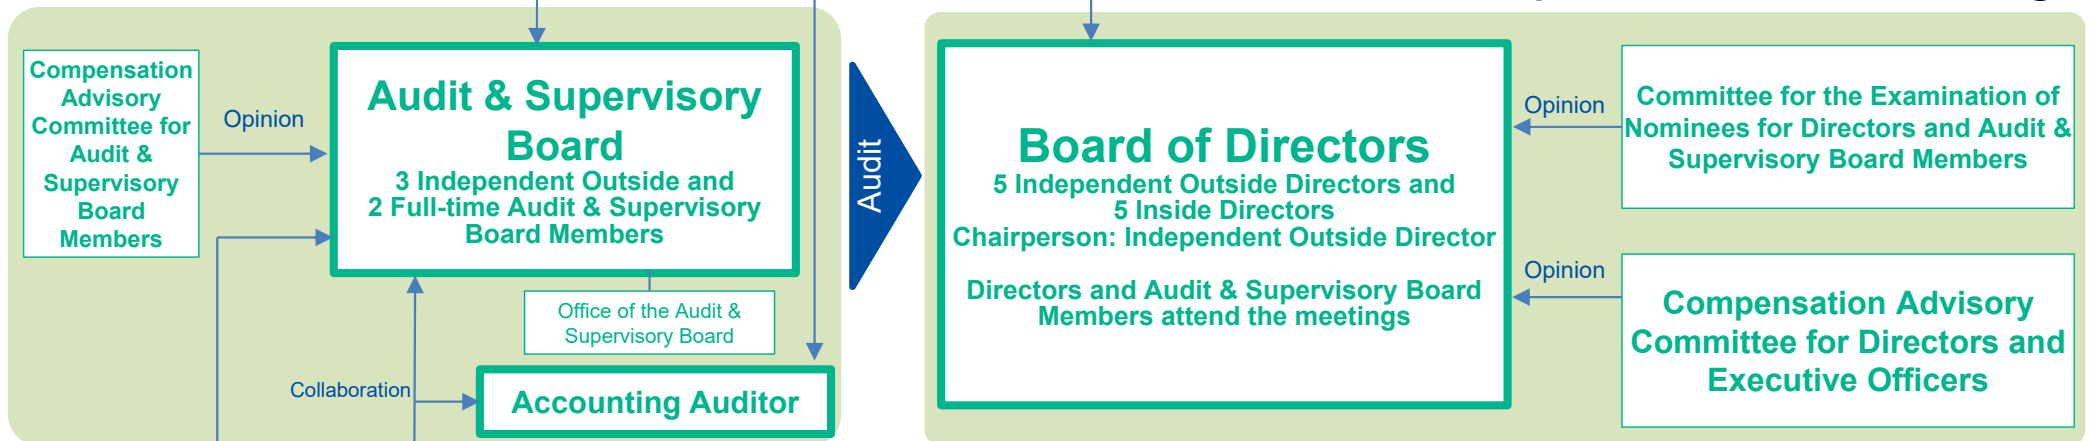 Compensation
Advisory
Committee for
Audit &
Supervisory
Board
Members
Opinion
Audit & Supervisory
Board
3 Independent Outside and
2 Full-time Audit & Supervisory
Board Members
Office of the Audit &
Supervisory Board
Collaboration
Accounting Auditor
Audit
Board of Directors
5 Independent Outside Directors and
5 Inside Directors
Chairperson: Independent Outside Director
Directors and Audit & Supervisory Board
Members attend the meetings
Opinion
Committee for the Examination of
Nominees for Directors and Audit &
Supervisory Board Members
Opinion
Compensation Advisory
Committee for Directors and
Executive Officers